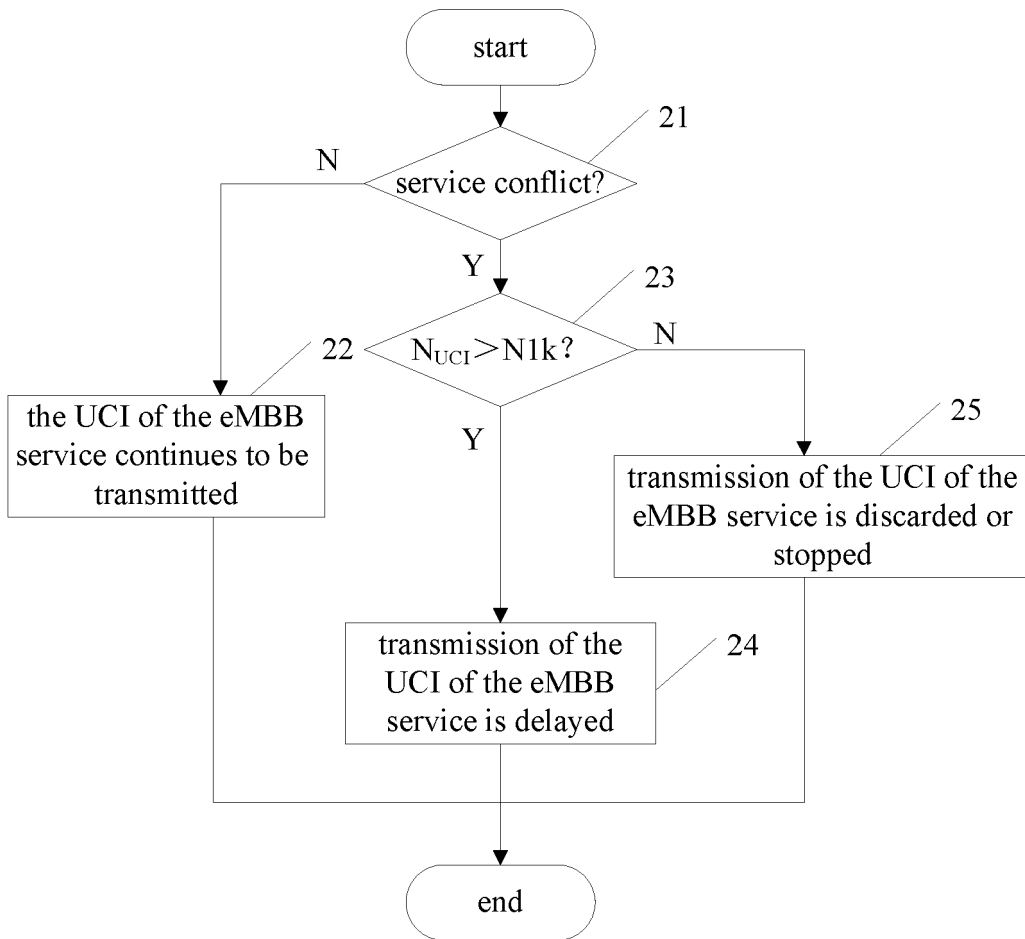 start
21
N
service conflict?
Y
23
N_UCI＞N1k?
N
22
the UCI of the eMBB
service continues to be
transmitted
Y
25
transmission of the UCI of the
eMBB service is discarded or
stopped
transmission of the
UCI of the eMBB
service is delayed
24
end